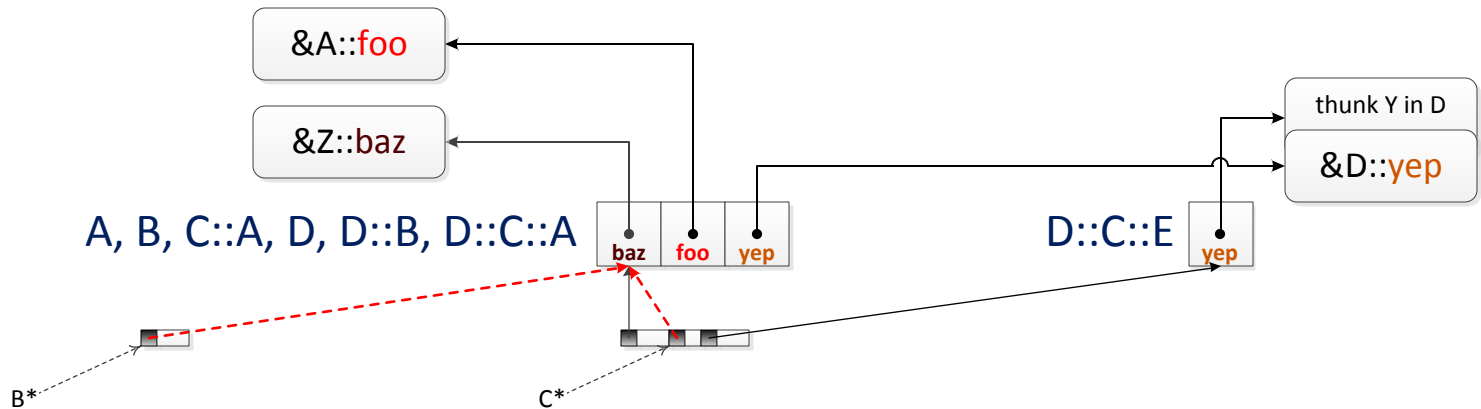 &A::foo
thunk Y in D
&Z::baz
&D::yep
A, B, C::A, D, D::B, D::C::A
baz foo yep
D::C::E
yep
B*
C*